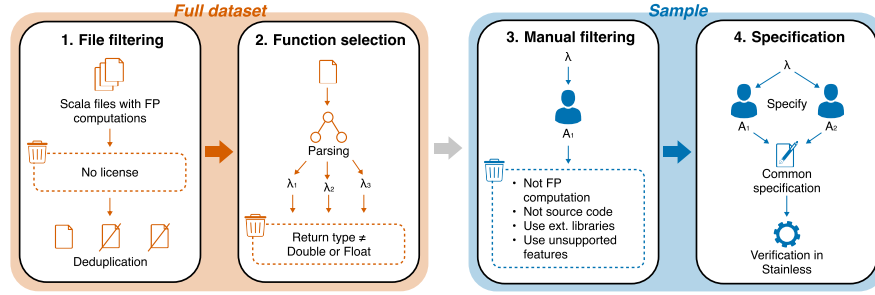 Full dataset
1. File filtering
Scala files with FP
computations
No license
Deduplication
2. Function selection
Parsing
λ₁ λ₂ λ₃
Return type ≠
Double or Float
Sample
3. Manual filtering
λ
A₁
• Not FP
computation
• Not source code
• Use ext. libraries
• Use unsupported
features
4. Specification
λ
Specify
A₁ A₂
Common
specification
Verification in
Stainless